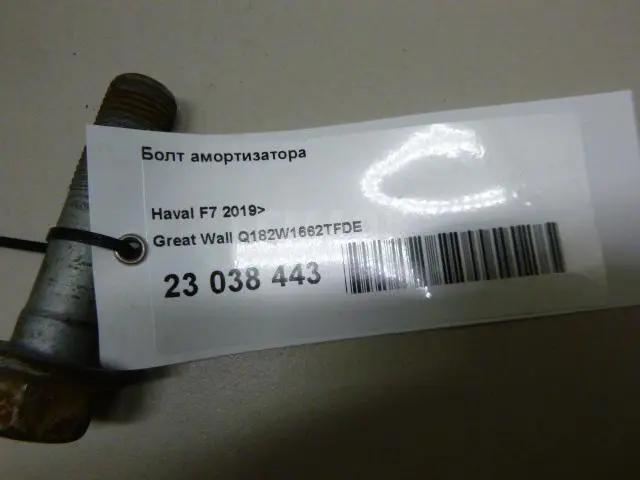 Болт амортизатора
Haval F7 2019>
Great Wall Q182W1662TFDE
23 038 443